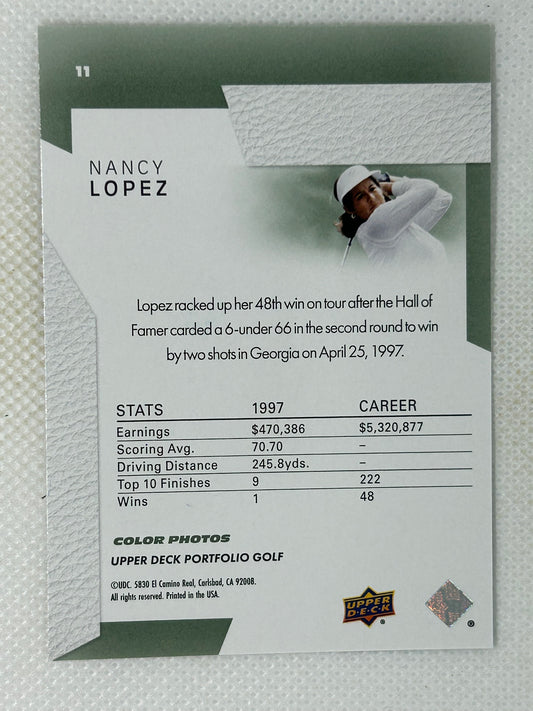 11
NANCY
LOPEZ
Lopez racked up her 48th win on tour after the Hall of
Famer carded a 6-under 66 in the second round to win
by two shots in Georgia on April 25, 1997.
STATS 1997 CAREER
Earnings $470,386 $5,320,877
Scoring Avg. 70.70 –
Driving Distance 245.8yds. –
Top 10 Finishes 9 222
Wins 1 48
COLOR PHOTOS
UPPER DECK PORTFOLIO GOLF
©UDC. 5830 El Camino Real, Carlsbad, CA 92008.
All rights reserved. Printed in the USA.
UPPER
D·E·C·K
®
®